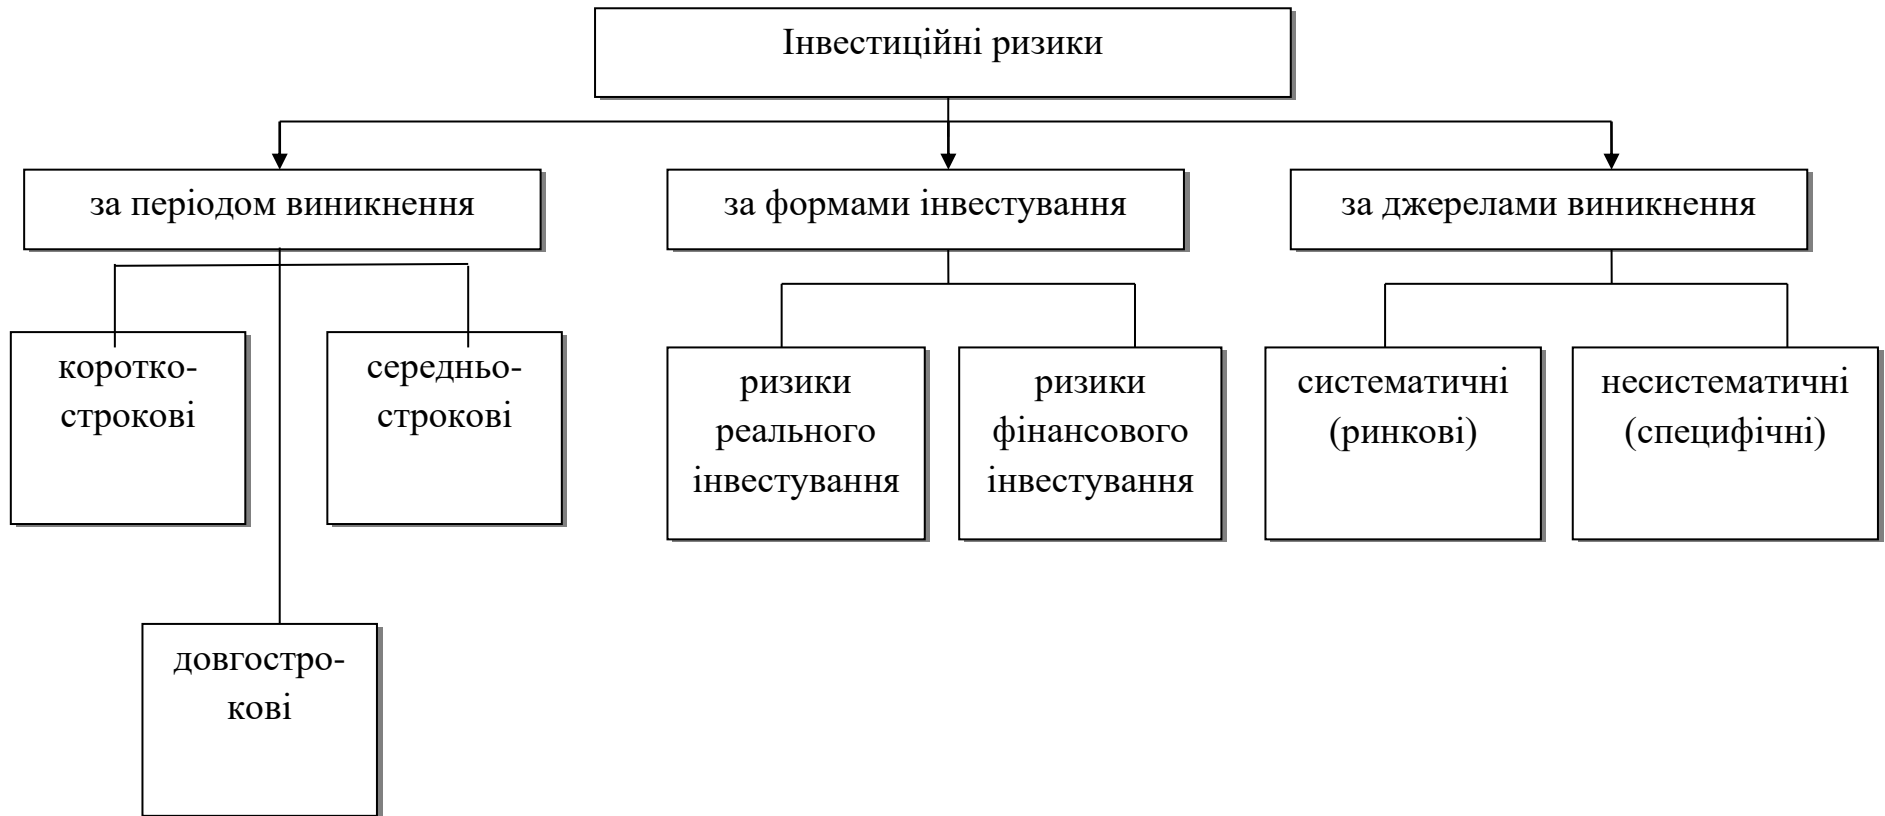 Інвестиційні ризики
за періодом виникнення
за формами інвестування
за джерелами виникнення
коротко-
строкові
середньо-
строкові
ризики
реального
інвестування
ризики
фінансового
інвестування
систематичні
(ринкові)
несистематичні
(специфічні)
довгостро-
кові